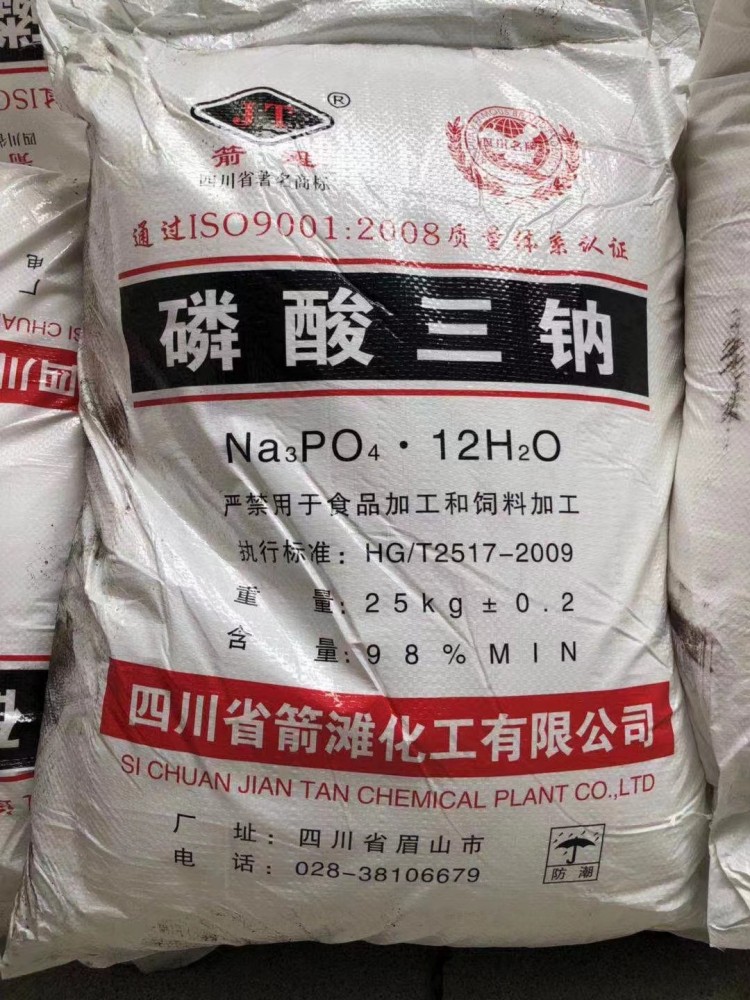 JT®
箭滩
四川省著名商标
通过ISO9001:2008质量体系认证
磷酸三钠
Na₃PO₄·12H₂O
严禁用于食品加工和饲料加工
执行标准：HG/T2517-2009
重量：25kg±0.2
含量：98%MIN
四川省箭滩化工有限公司
SI CHUAN JIAN TAN CHEMICAL PLANT CO.,LTD
厂址：四川省眉山市
电话：028-38106679
防潮